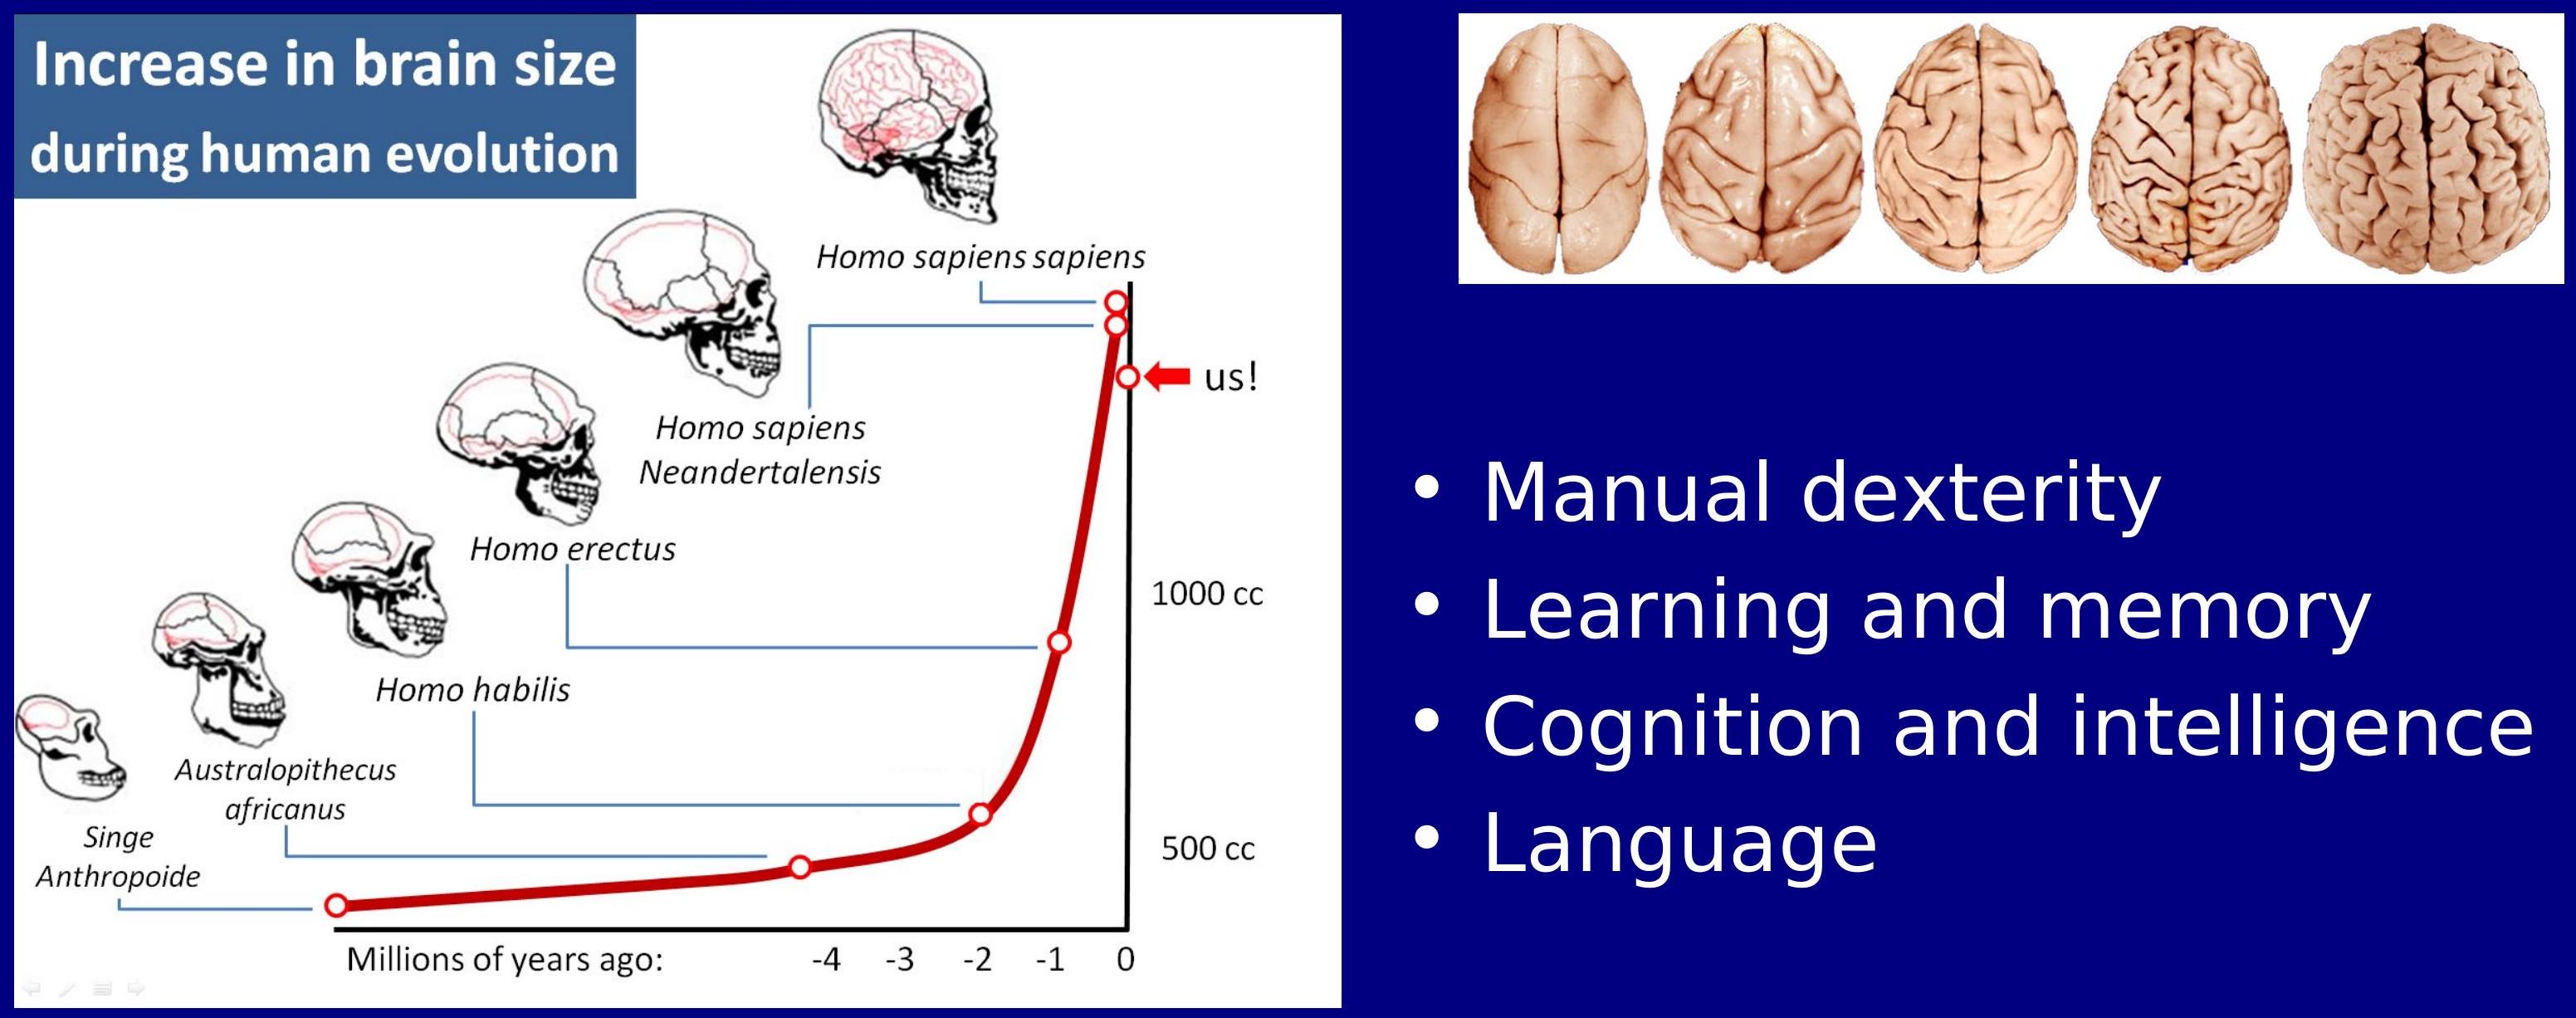 Increase in brain size
during human evolution
Homo sapiens sapiens
us!
Homo sapiens
Neandertalensis
Homo erectus
1000 cc
Homo habilis
Australopithecus
africanus
500 cc
Singe
Anthropoide
Millions of years ago: -4 -3 -2 -1 0
• Manual dexterity
• Learning and memory
• Cognition and intelligence
• Language